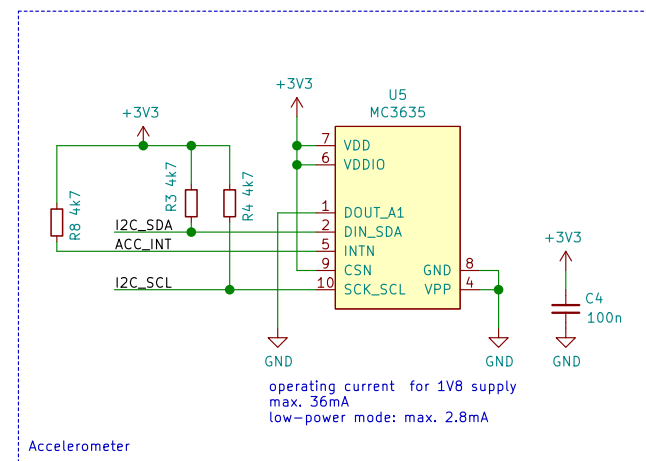 U5
MC3635
+3V3
+3V3
7 VDD
6 VDDIO
R3 4k7
R4 4k7
R8 4k7
1 DOUT_A1
I2C_SDA 2 DIN_SDA
ACC_INT 5 INTN
9 CSN GND 8
I2C_SCL 10 SCK_SCL VPP 4
+3V3
C4
100n
GND
GND
GND
operating current for 1V8 supply
max. 36mA
low-power mode: max. 2.8mA
Accelerometer